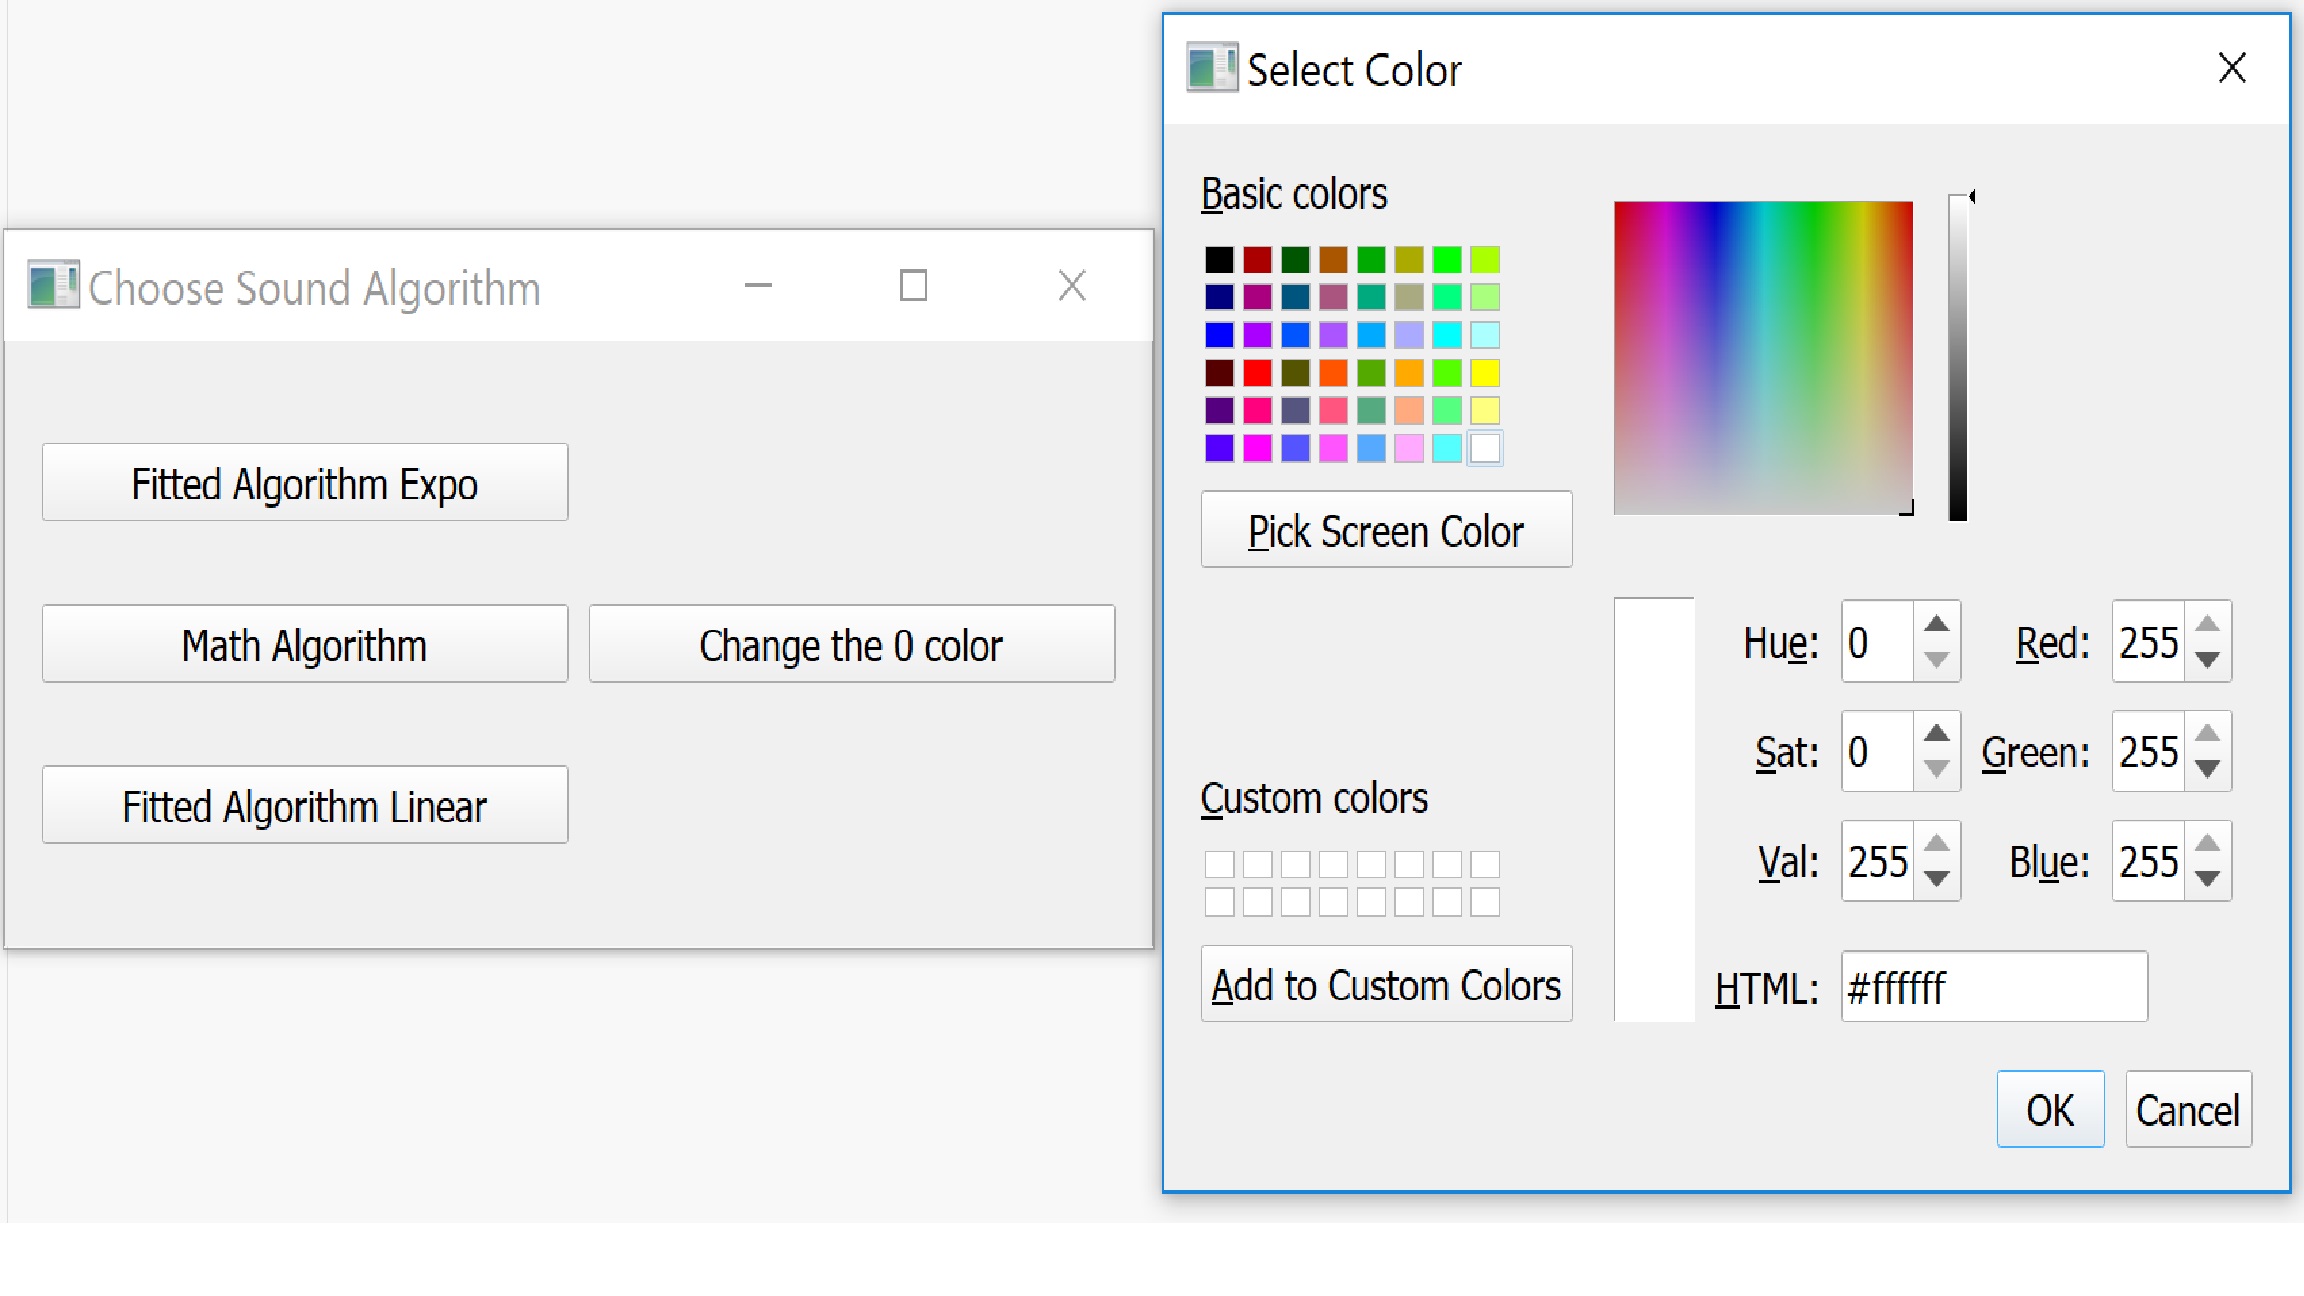 Choose Sound Algorithm
Fitted Algorithm Expo
Math Algorithm
Change the 0 color
Fitted Algorithm Linear
Select Color
Basic colors
Pick Screen Color
Custom colors
Add to Custom Colors
Hue: 0 Red: 255
Sat: 0 Green: 255
Val: 255 Blue: 255
HTML: #ffffff
OK Cancel